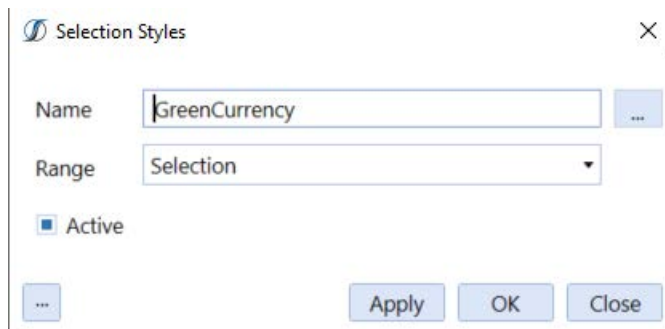 Selection Styles
Name GreenCurrency ...
Range Selection
Active
... Apply OK Close